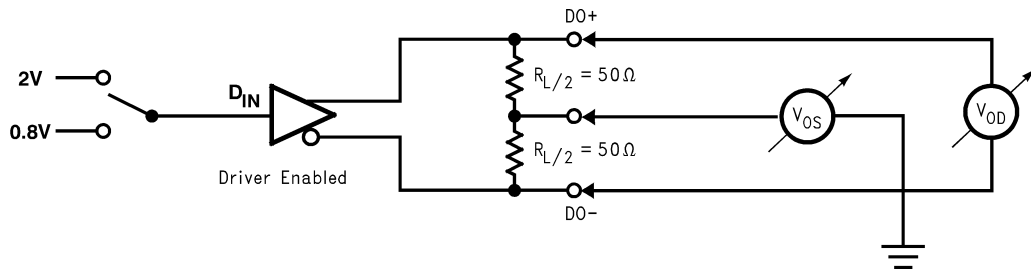 DO+
2V
0.8V
DIN
RL/2 = 50Ω
VOS
VOD
RL/2 = 50Ω
Driver Enabled
DO−